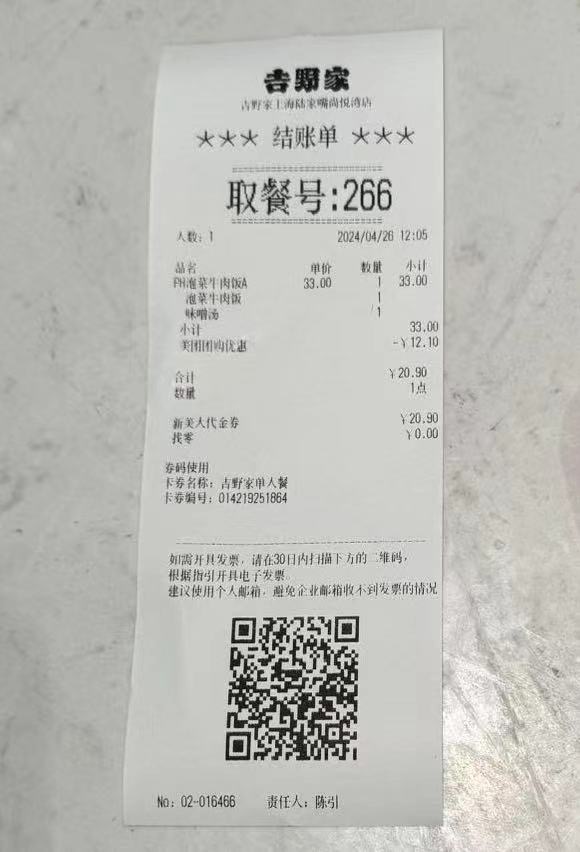 吉野家
吉野家上海陆家嘴尚悦湾店
*** 结账单 ***
取餐号:266
人数: 1 2024/04/26 12:05
品名 单价 数量 小计
PH泡菜牛肉饭A 33.00 1 33.00
泡菜牛肉饭 1
味噌汤 1
小计 33.00
美团团购优惠 -¥12.10
合计 ¥20.90
数量 1点
新美大代金券 ¥20.90
找零 ¥0.00
券码使用
卡券名称: 吉野家单人餐
卡券编号: 014219251864
如需开具发票, 请在30日内扫描下方的二维码,
根据指引开具电子发票。
建议使用个人邮箱, 避免企业邮箱收不到发票的情况
No: 02-016466 责任人: 陈引